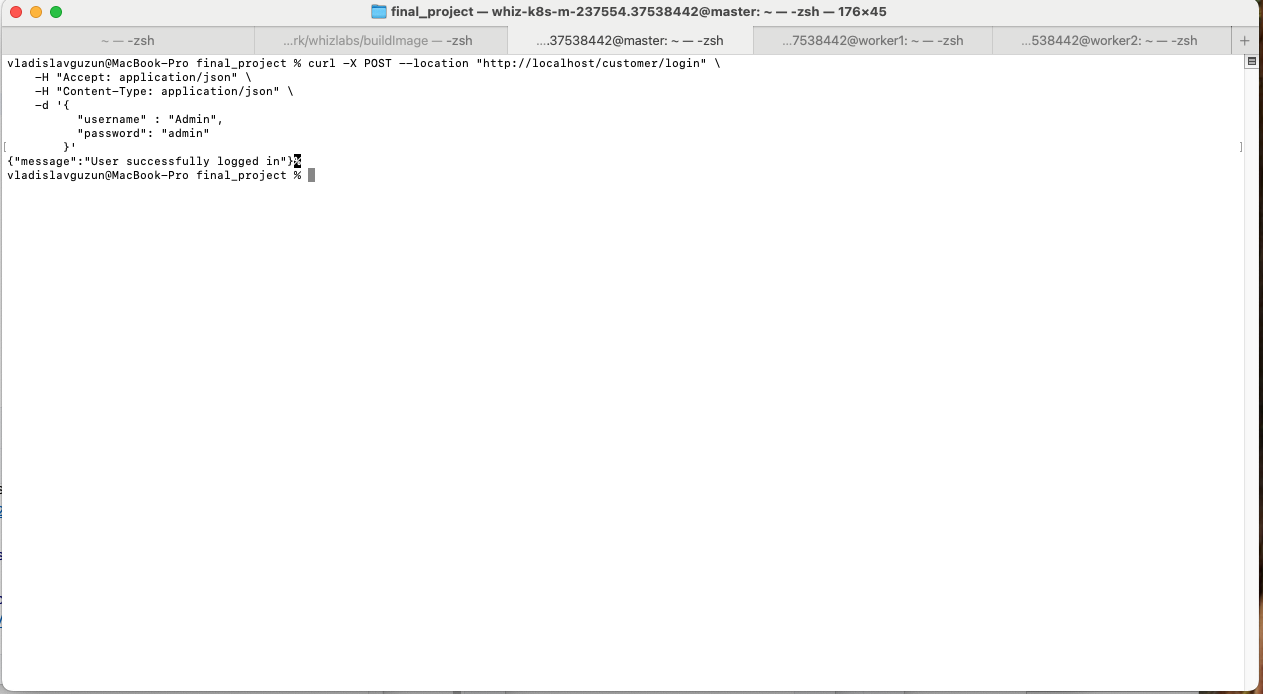 final_project — whiz-k8s-m-237554.37538442@master: ~ — -zsh — 176×45
~ — -zsh
...rk/whizlabs/buildImage — -zsh
....37538442@master: ~ — -zsh
...7538442@worker1: ~ — -zsh
...538442@worker2: ~ — -zsh
+
vladislavguzun@MacBook-Pro final_project % curl -X POST --location "http://localhost/customer/login" \
    -H "Accept: application/json" \
    -H "Content-Type: application/json" \
    -d '{
          "username" : "Admin",
          "password": "admin"
[        }' ]
{"message":"User successfully logged in"}%
vladislavguzun@MacBook-Pro final_project %